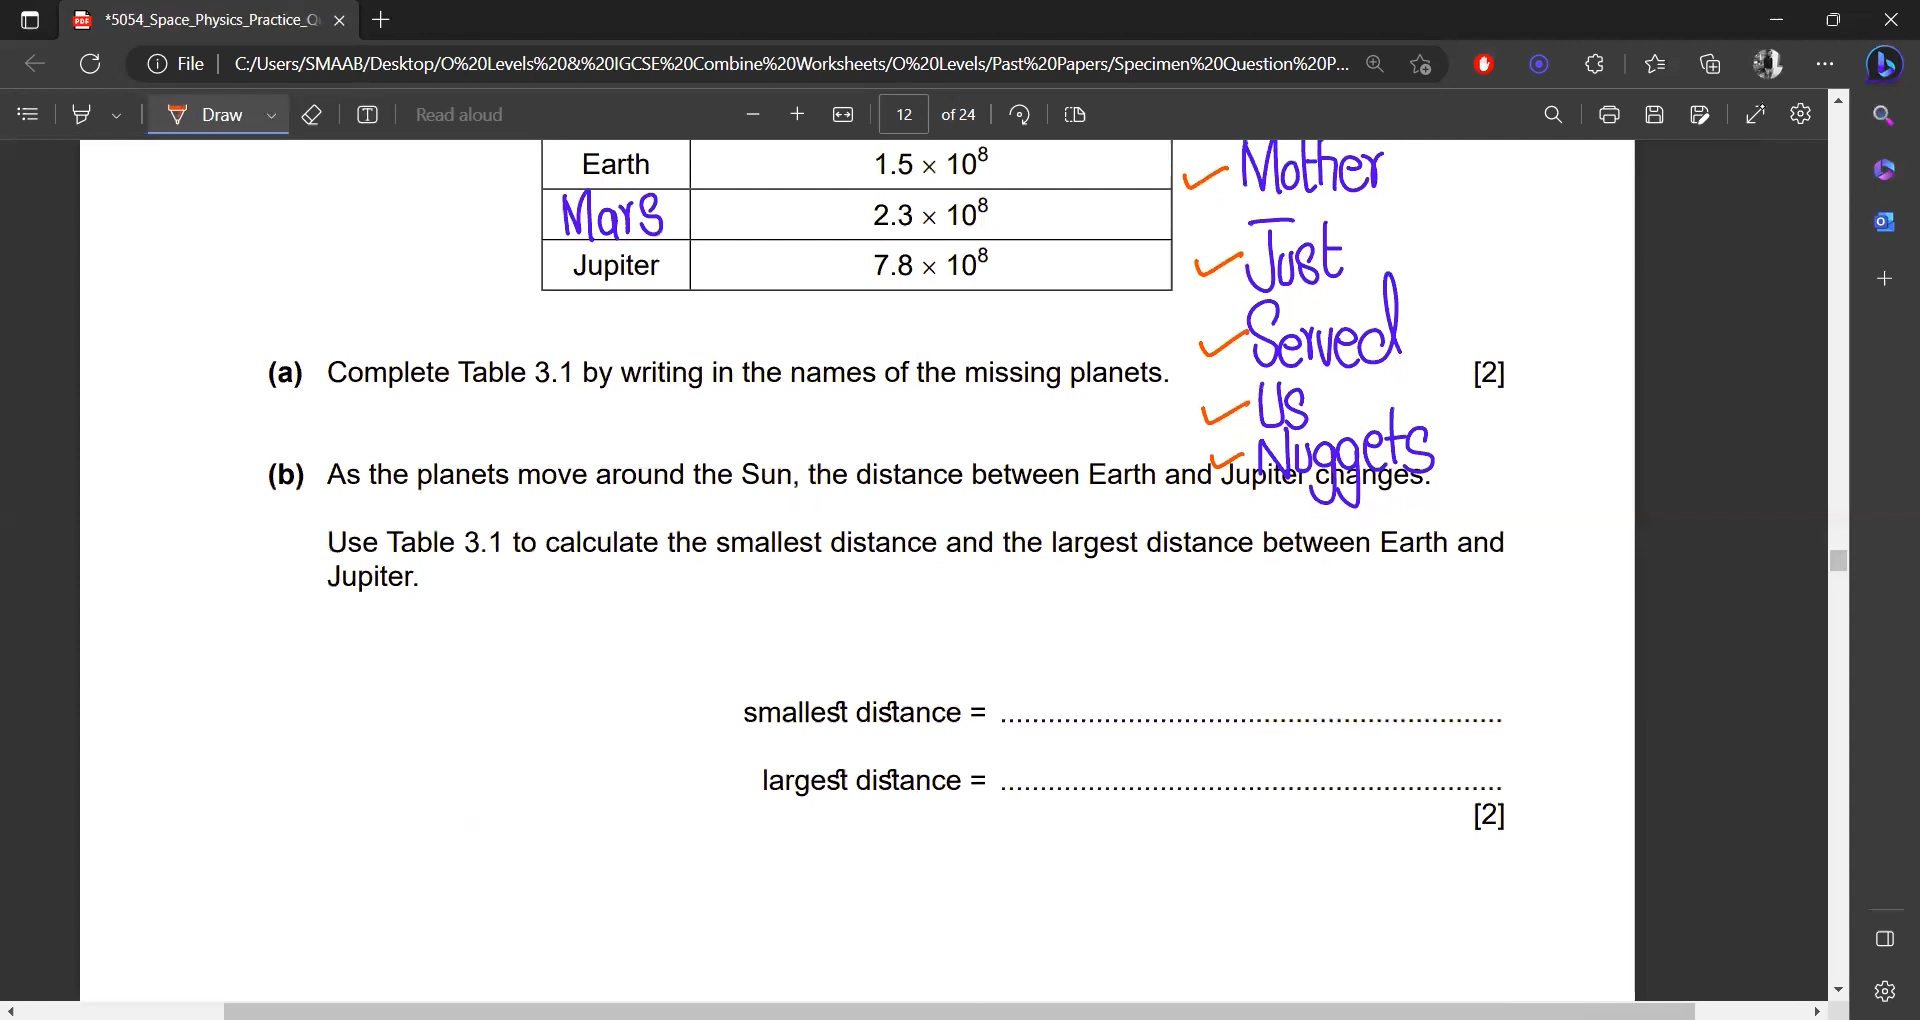 *5054_Space_Physics_Practice_Q
File C:/Users/SMAAB/Desktop/O%20Levels%20&%20IGCSE%20Combine%20Worksheets/O%20Levels/Past%20Papers/Specimen%20Question%20P...
Draw Read aloud 12 of 24
Earth 1.5 × 10⁸
Mother
Mars 2.3 × 10⁸
Jupiter 7.8 × 10⁸
Just
Served
(a) Complete Table 3.1 by writing in the names of the missing planets. [2]
Us
Nuggets
(b) As the planets move around the Sun, the distance between Earth and Jupiter changes.
Use Table 3.1 to calculate the smallest distance and the largest distance between Earth and
Jupiter.
smallest distance = ................................................................
largest distance = ................................................................
[2]